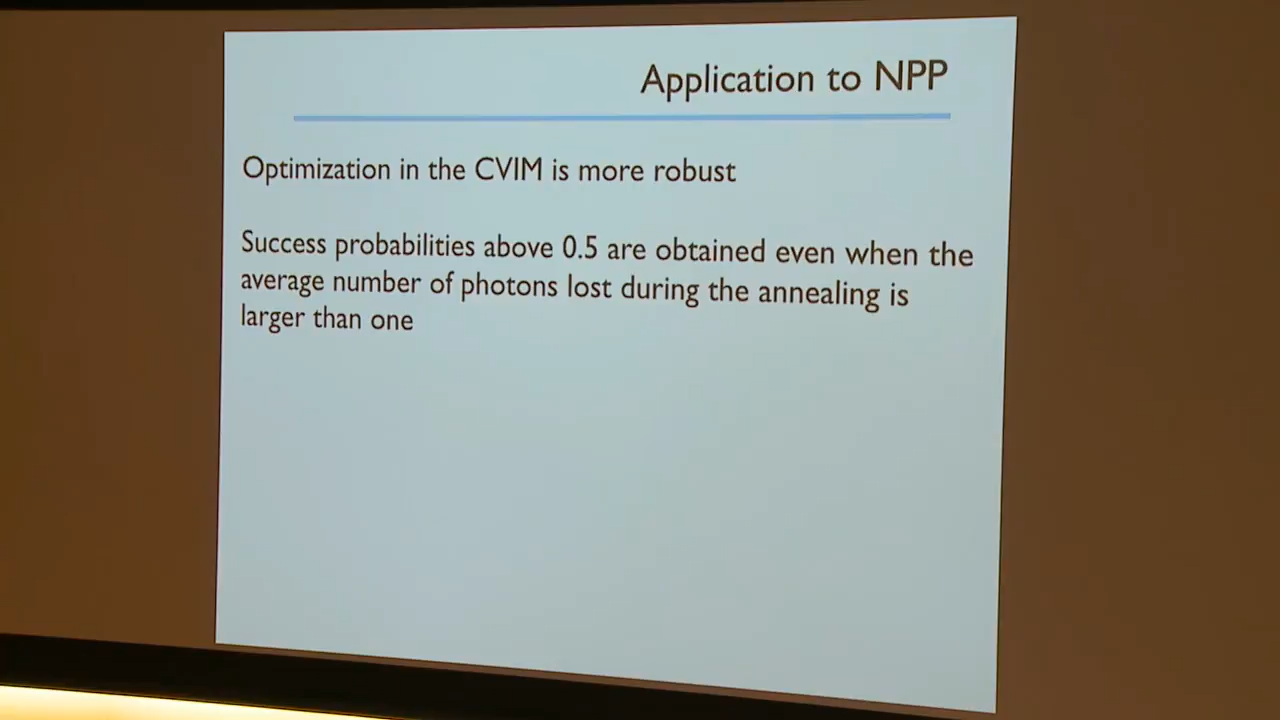 Application to NPP
Optimization in the CVIM is more robust
Success probabilities above 0.5 are obtained even when the
average number of photons lost during the annealing is
larger than one